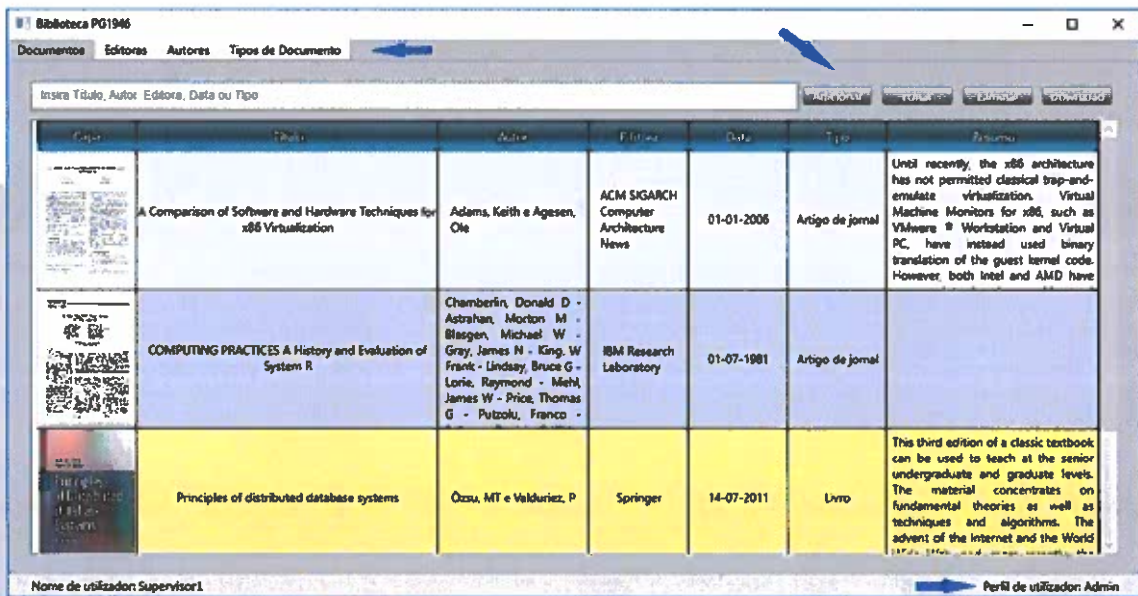 Biblioteca PG1946
Documentos Editoras Autores Tipos de Documento
Insira Título, Autor, Editora, Data ou Tipo
Adicionar Editar Eliminar Download
Capa Título Autor Editora Data Tipo Resumo
A Comparison of Software and Hardware Techniques for
x86 Virtualization
Adams, Keith e Agesen,
Ole
ACM SIGARCH
Computer
Architecture
News
01-01-2006
Artigo de jornal
Until recently, the x86 architecture
has not permitted classical trap-and-
emulate virtualization. Virtual
Machine Monitors for x86, such as
VMware ® Workstation and Virtual
PC, have instead used binary
translation of the guest kernel code.
However, both Intel and AMD have
COMPUTING PRACTICES A History and Evaluation of
System R
Chamberlin, Donald D -
Astrahan, Morton M -
Blasgen, Michael W -
Gray, James N - King, W
Frank - Lindsay, Bruce G -
Lorie, Raymond - Mehl,
James W - Price, Thomas
G - Putzolu, Franco -
IBM Research
Laboratory
01-07-1981
Artigo de jornal
Principles of distributed database systems
Özsu, MT e Valduriez, P
Springer
14-07-2011
Livro
This third edition of a classic textbook
can be used to teach at the senior
undergraduate and graduate levels.
The material concentrates on
fundamental theories as well as
techniques and algorithms. The
advent of the Internet and the World
Nome de utilizador: Supervisor1
Perfil de utilizador: Admin